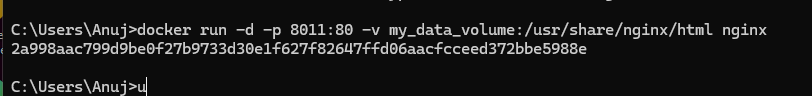 C:\Users\Anuj>docker run -d -p 8011:80 -v my_data_volume:/usr/share/nginx/html nginx
2a998aac799d9be0f27b9733d30e1f627f82647ffd06aacfcceed372bbe5988e
C:\Users\Anuj>u